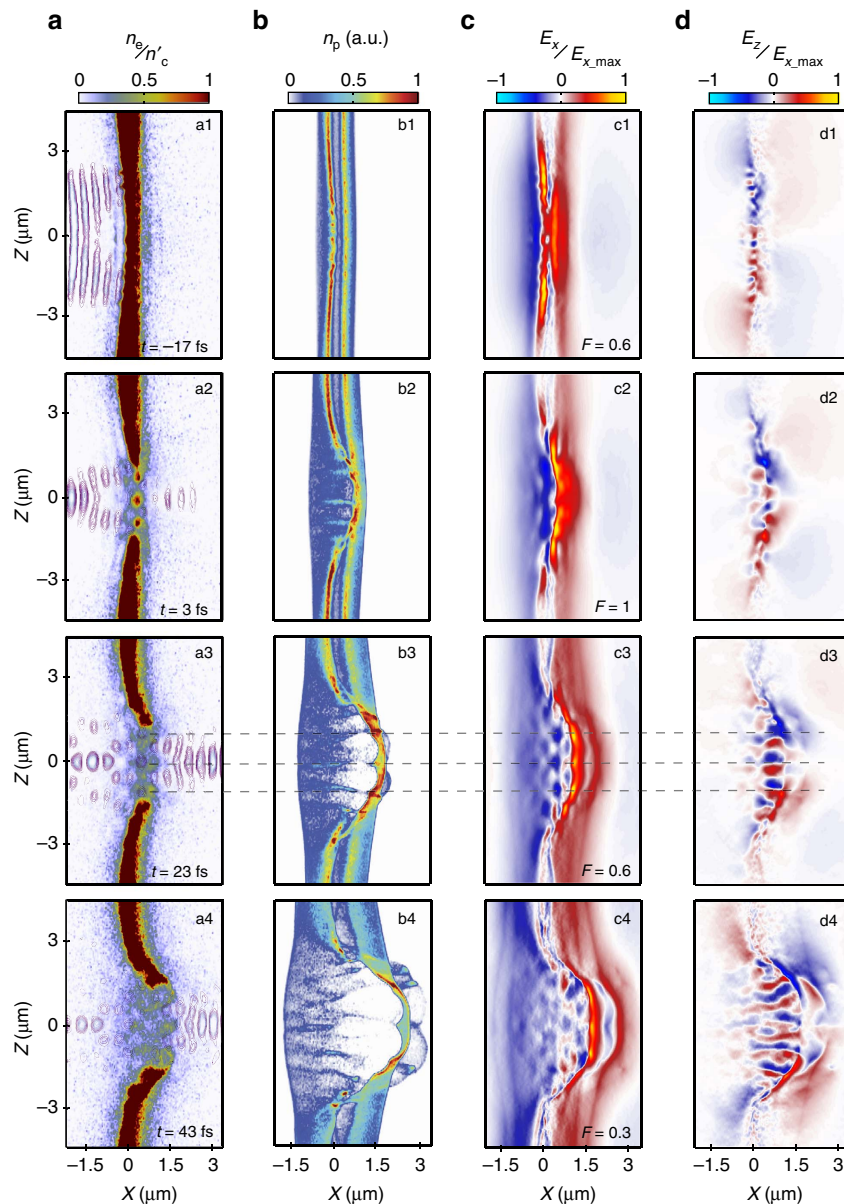 a b c d
n_e/n'_c n_p (a.u.) E_x/E_x_max E_z/E_x_max
0 0.5 1 0 0.5 1 −1 0 1 −1 0 1
a1 b1 c1 d1
3
Z (μm) 0
−3
t = −17 fs F = 0.6
a2 b2 c2 d2
3
Z (μm) 0
−3
t = 3 fs F = 1
a3 b3 c3 d3
3
Z (μm) 0
−3
t = 23 fs F = 0.6
a4 b4 c4 d4
3
Z (μm) 0
−3
t = 43 fs F = 0.3
−1.5 0 1.5 3 −1.5 0 1.5 3 −1.5 0 1.5 3 −1.5 0 1.5 3
X (μm) X (μm) X (μm) X (μm)